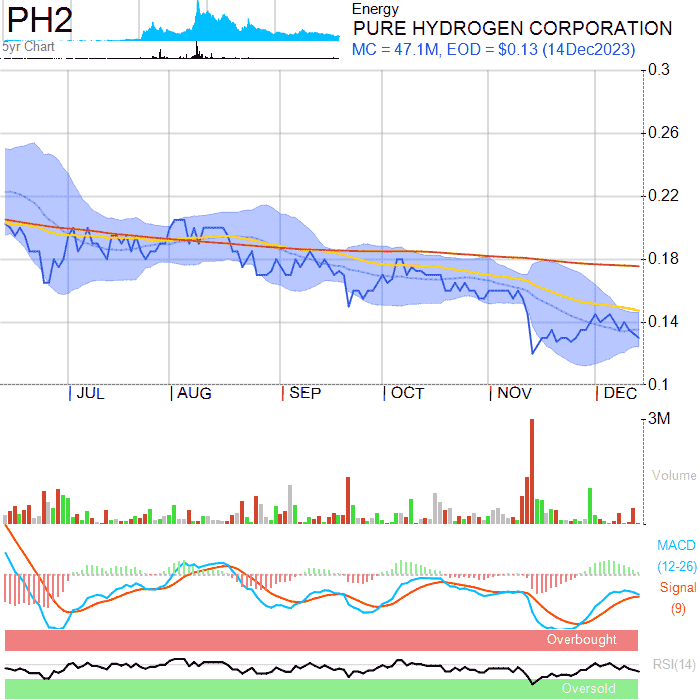 PH2
5yr Chart
Energy
PURE HYDROGEN CORPORATION
MC = 47.1M, EOD = $0.13 (14Dec2023)
0.3
0.26
0.22
0.18
0.14
0.1
JUL AUG SEP OCT NOV DEC
3M
Volume
MACD
(12-26)
Signal
(9)
Overbought
RSI(14)
Oversold